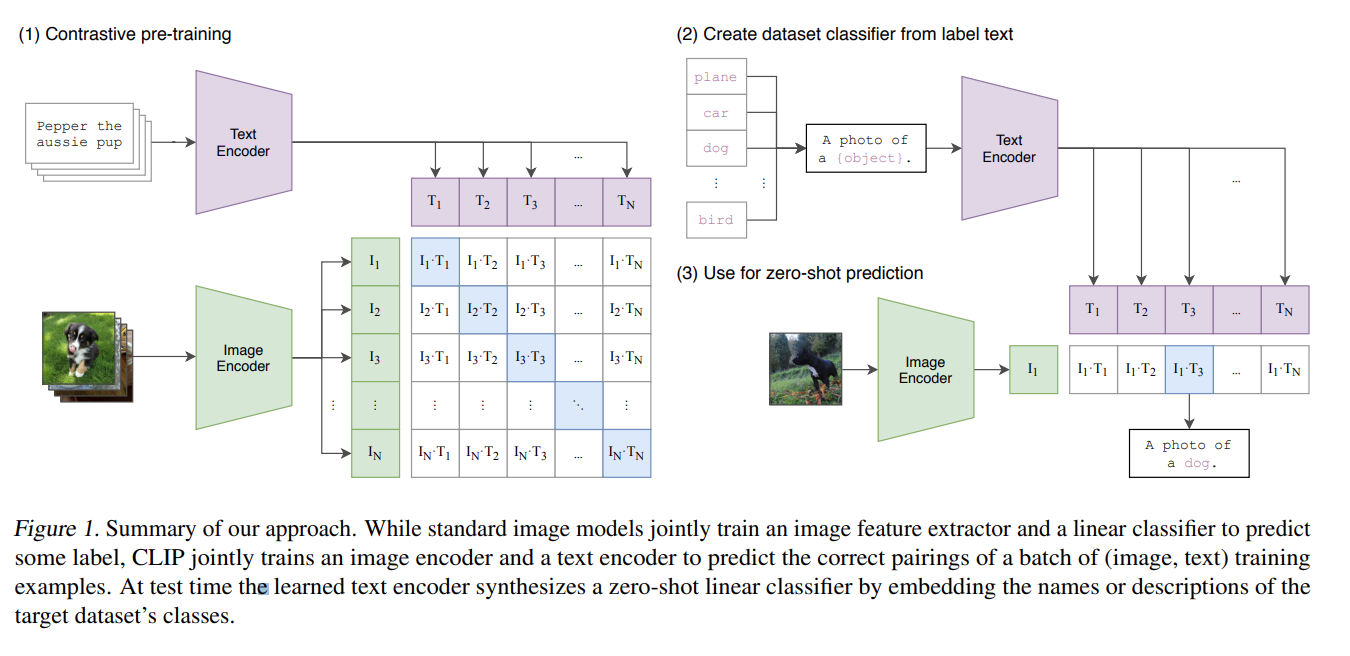 (1) Contrastive pre-training
Pepper the
aussie pup
Text
Encoder
...
T1 T2 T3 ... TN
I1 I1·T1 I1·T2 I1·T3 ... I1·TN
I2 I2·T1 I2·T2 I2·T3 ... I2·TN
I3 I3·T1 I3·T2 I3·T3 ... I3·TN
⋮ ⋮ ⋮ ⋮ ⋮ ⋱ ⋮
IN IN·T1 IN·T2 IN·T3 ... IN·TN
Image
Encoder
(2) Create dataset classifier from label text
plane
car
dog
⋮ ⋮
bird
A photo of
a {object}.
Text
Encoder
...
(3) Use for zero-shot prediction
T1 T2 T3 ... TN
Image
Encoder
I1 I1·T1 I1·T2 I1·T3 ... I1·TN
A photo of
a dog.
Figure 1. Summary of our approach. While standard image models jointly train an image feature extractor and a linear classifier to predict
some label, CLIP jointly trains an image encoder and a text encoder to predict the correct pairings of a batch of (image, text) training
examples. At test time the learned text encoder synthesizes a zero-shot linear classifier by embedding the names or descriptions of the
target dataset's classes.